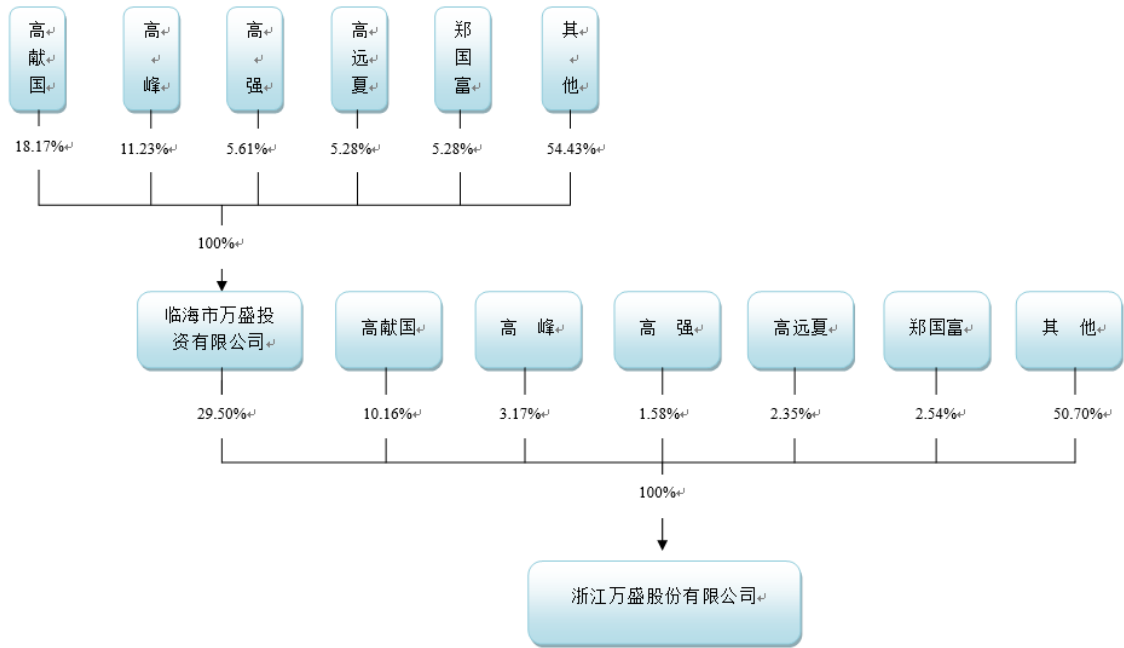 高献国
高 峰
高 强
高远夏
郑国富
其 他
18.17%
11.23%
5.61%
5.28%
5.28%
54.43%
100%
临海市万盛投
资有限公司
高献国
高 峰
高 强
高远夏
郑国富
其 他
29.50%
10.16%
3.17%
1.58%
2.35%
2.54%
50.70%
100%
浙江万盛股份有限公司